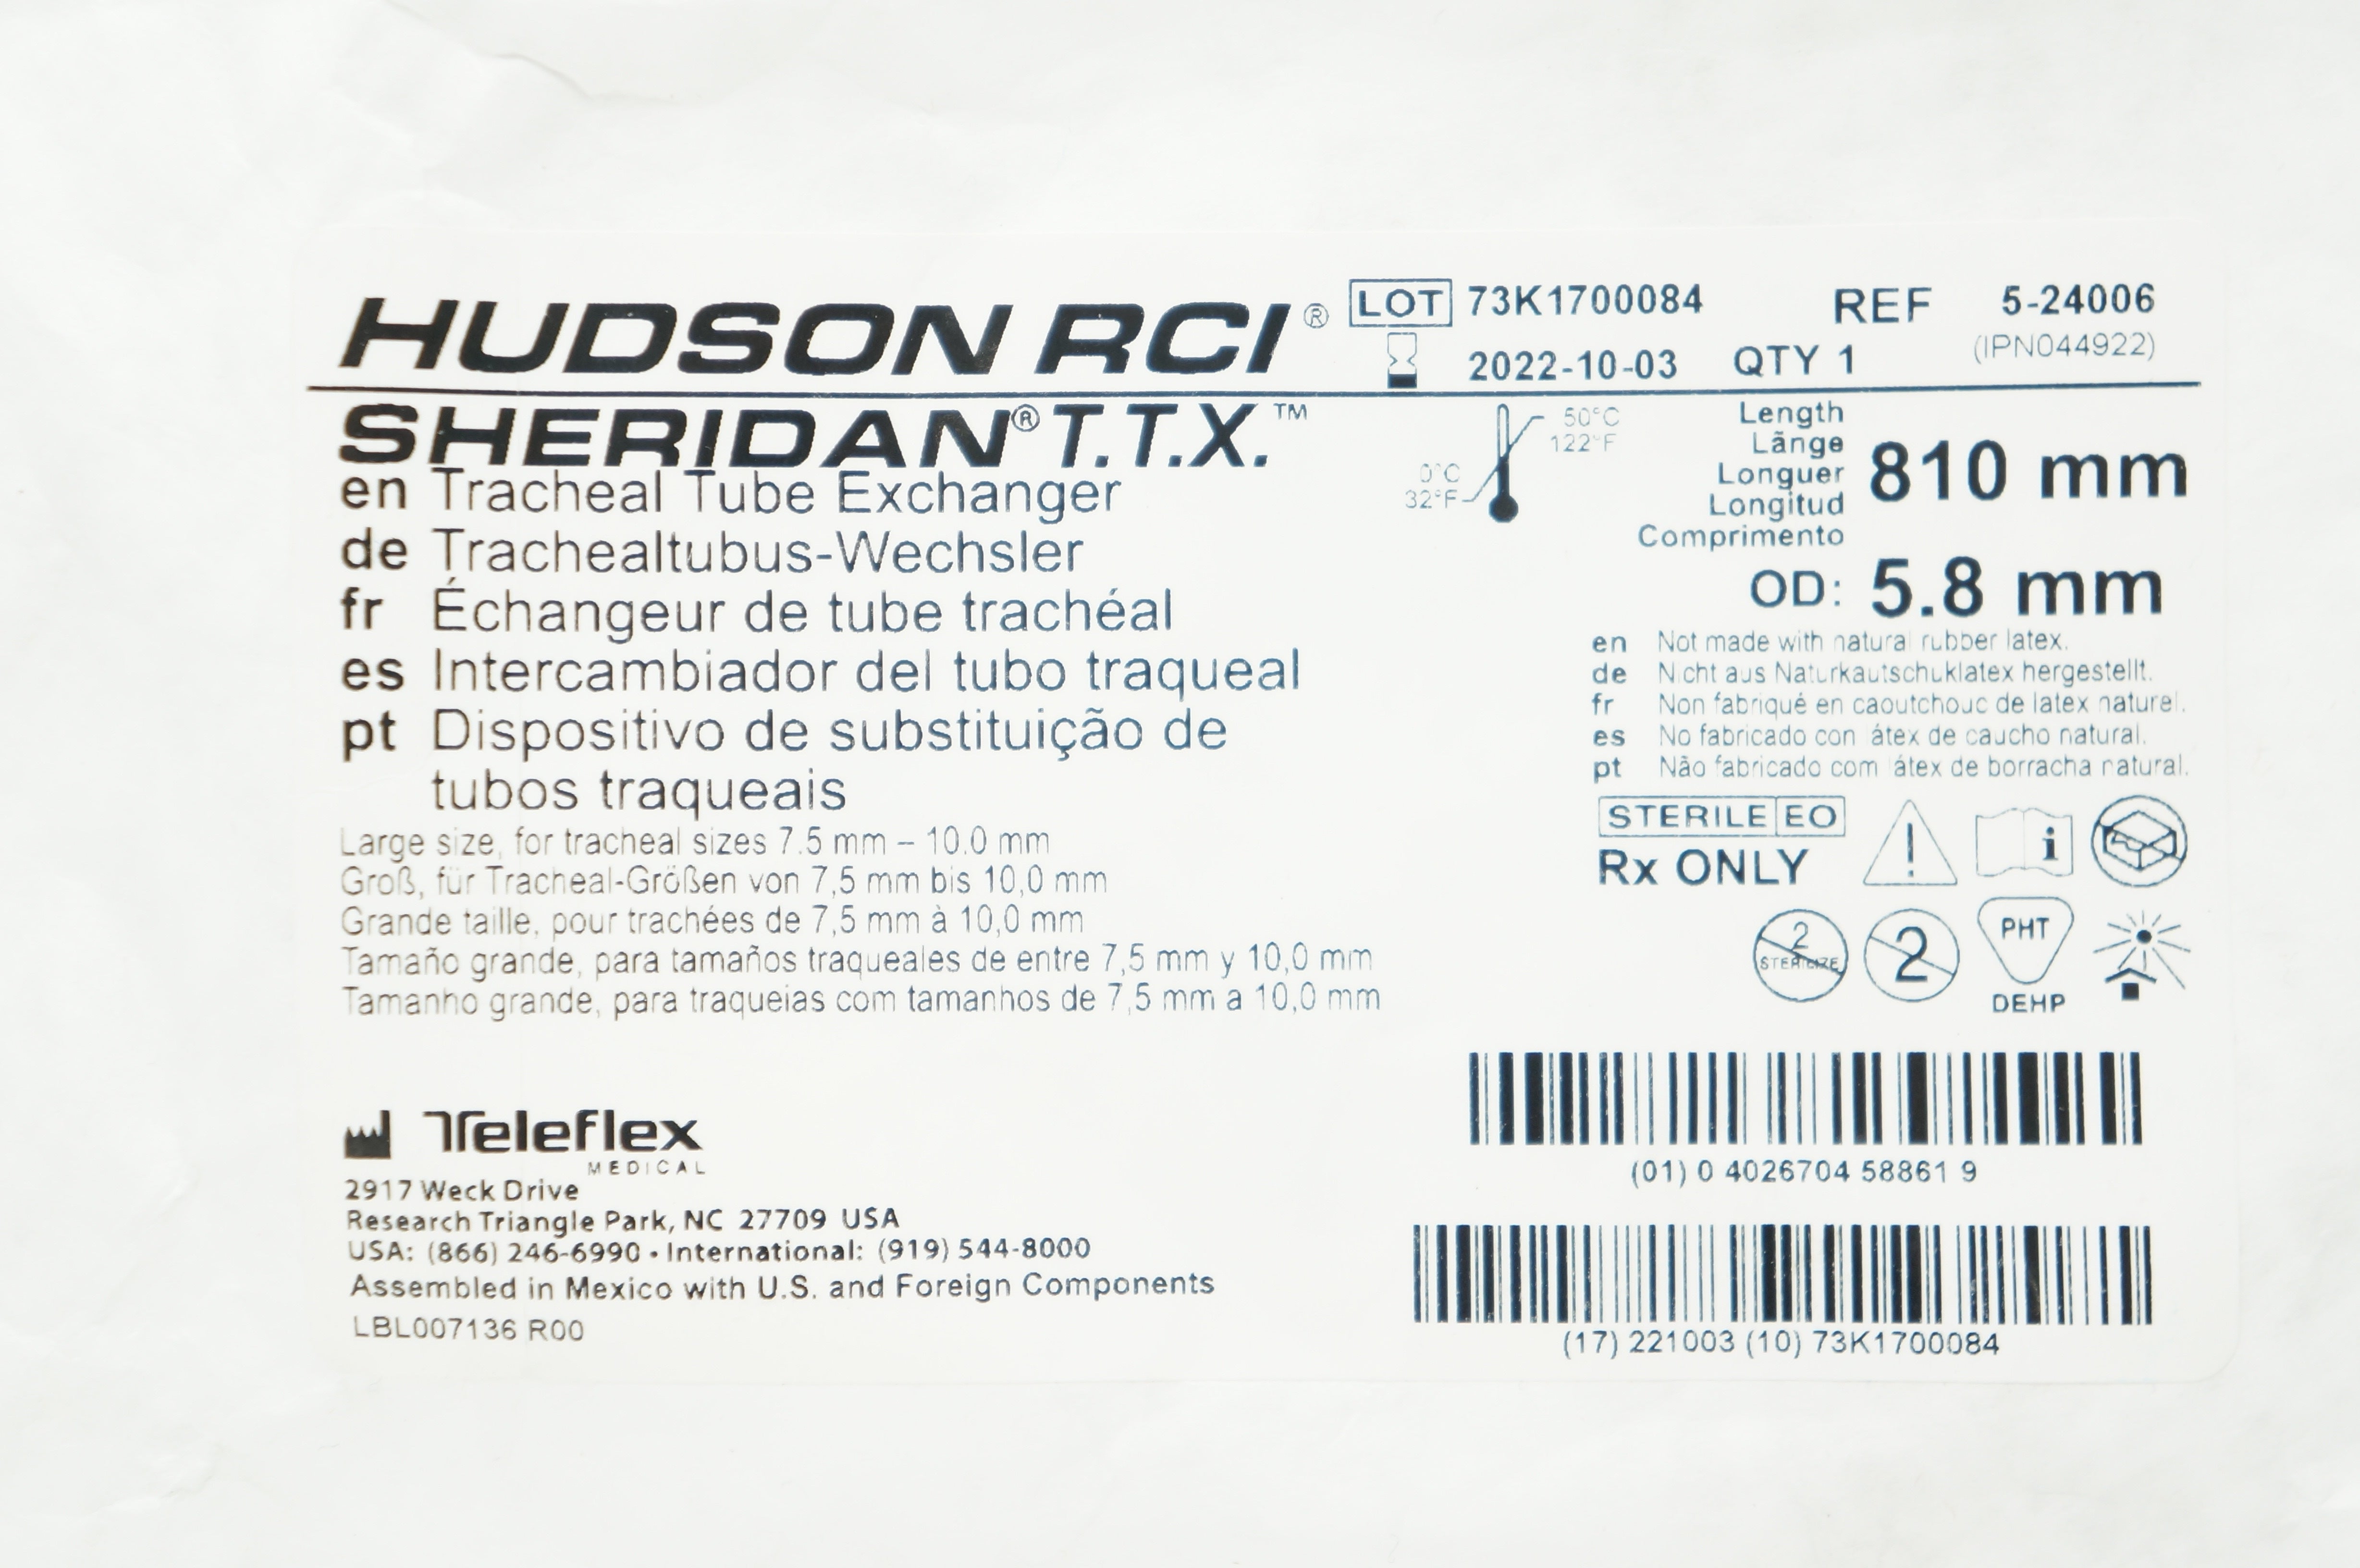 HUDSON RCI®
LOT 73K1700084 REF 5-24006
(IPN044922)
2022-10-03 QTY 1
SHERIDAN® T.T.X.™
en Tracheal Tube Exchanger
de Trachealtubus-Wechsler
fr Échangeur de tube trachéal
es Intercambiador del tubo traqueal
pt Dispositivo de substituição de
tubos traqueais
Large size, for tracheal sizes 7.5 mm – 10.0 mm
Groß, für Tracheal-Größen von 7,5 mm bis 10,0 mm
Grande taille, pour trachées de 7,5 mm à 10,0 mm
Tamaño grande, para tamaños traqueales de entre 7,5 mm y 10,0 mm
Tamanho grande, para traqueias com tamanhos de 7,5 mm a 10,0 mm
50°C
122°F
0°C
32°F
Length
Länge
Longuer
Longitud
Comprimento
810 mm
OD: 5.8 mm
en Not made with natural rubber latex.
de Nicht aus Naturkautschuklatex hergestellt.
fr Non fabriqué en caoutchouc de latex naturel.
es No fabricado con látex de caucho natural.
pt Não fabricado com látex de borracha natural.
STERILE EO
Rx ONLY
i
2
STERILIZE
2
PHT
DEHP
Teleflex
MEDICAL
2917 Weck Drive
Research Triangle Park, NC 27709 USA
USA: (866) 246-6990 • International: (919) 544-8000
Assembled in Mexico with U.S. and Foreign Components
LBL007136 R00
(01) 0 4026704 58861 9
(17) 221003 (10) 73K1700084